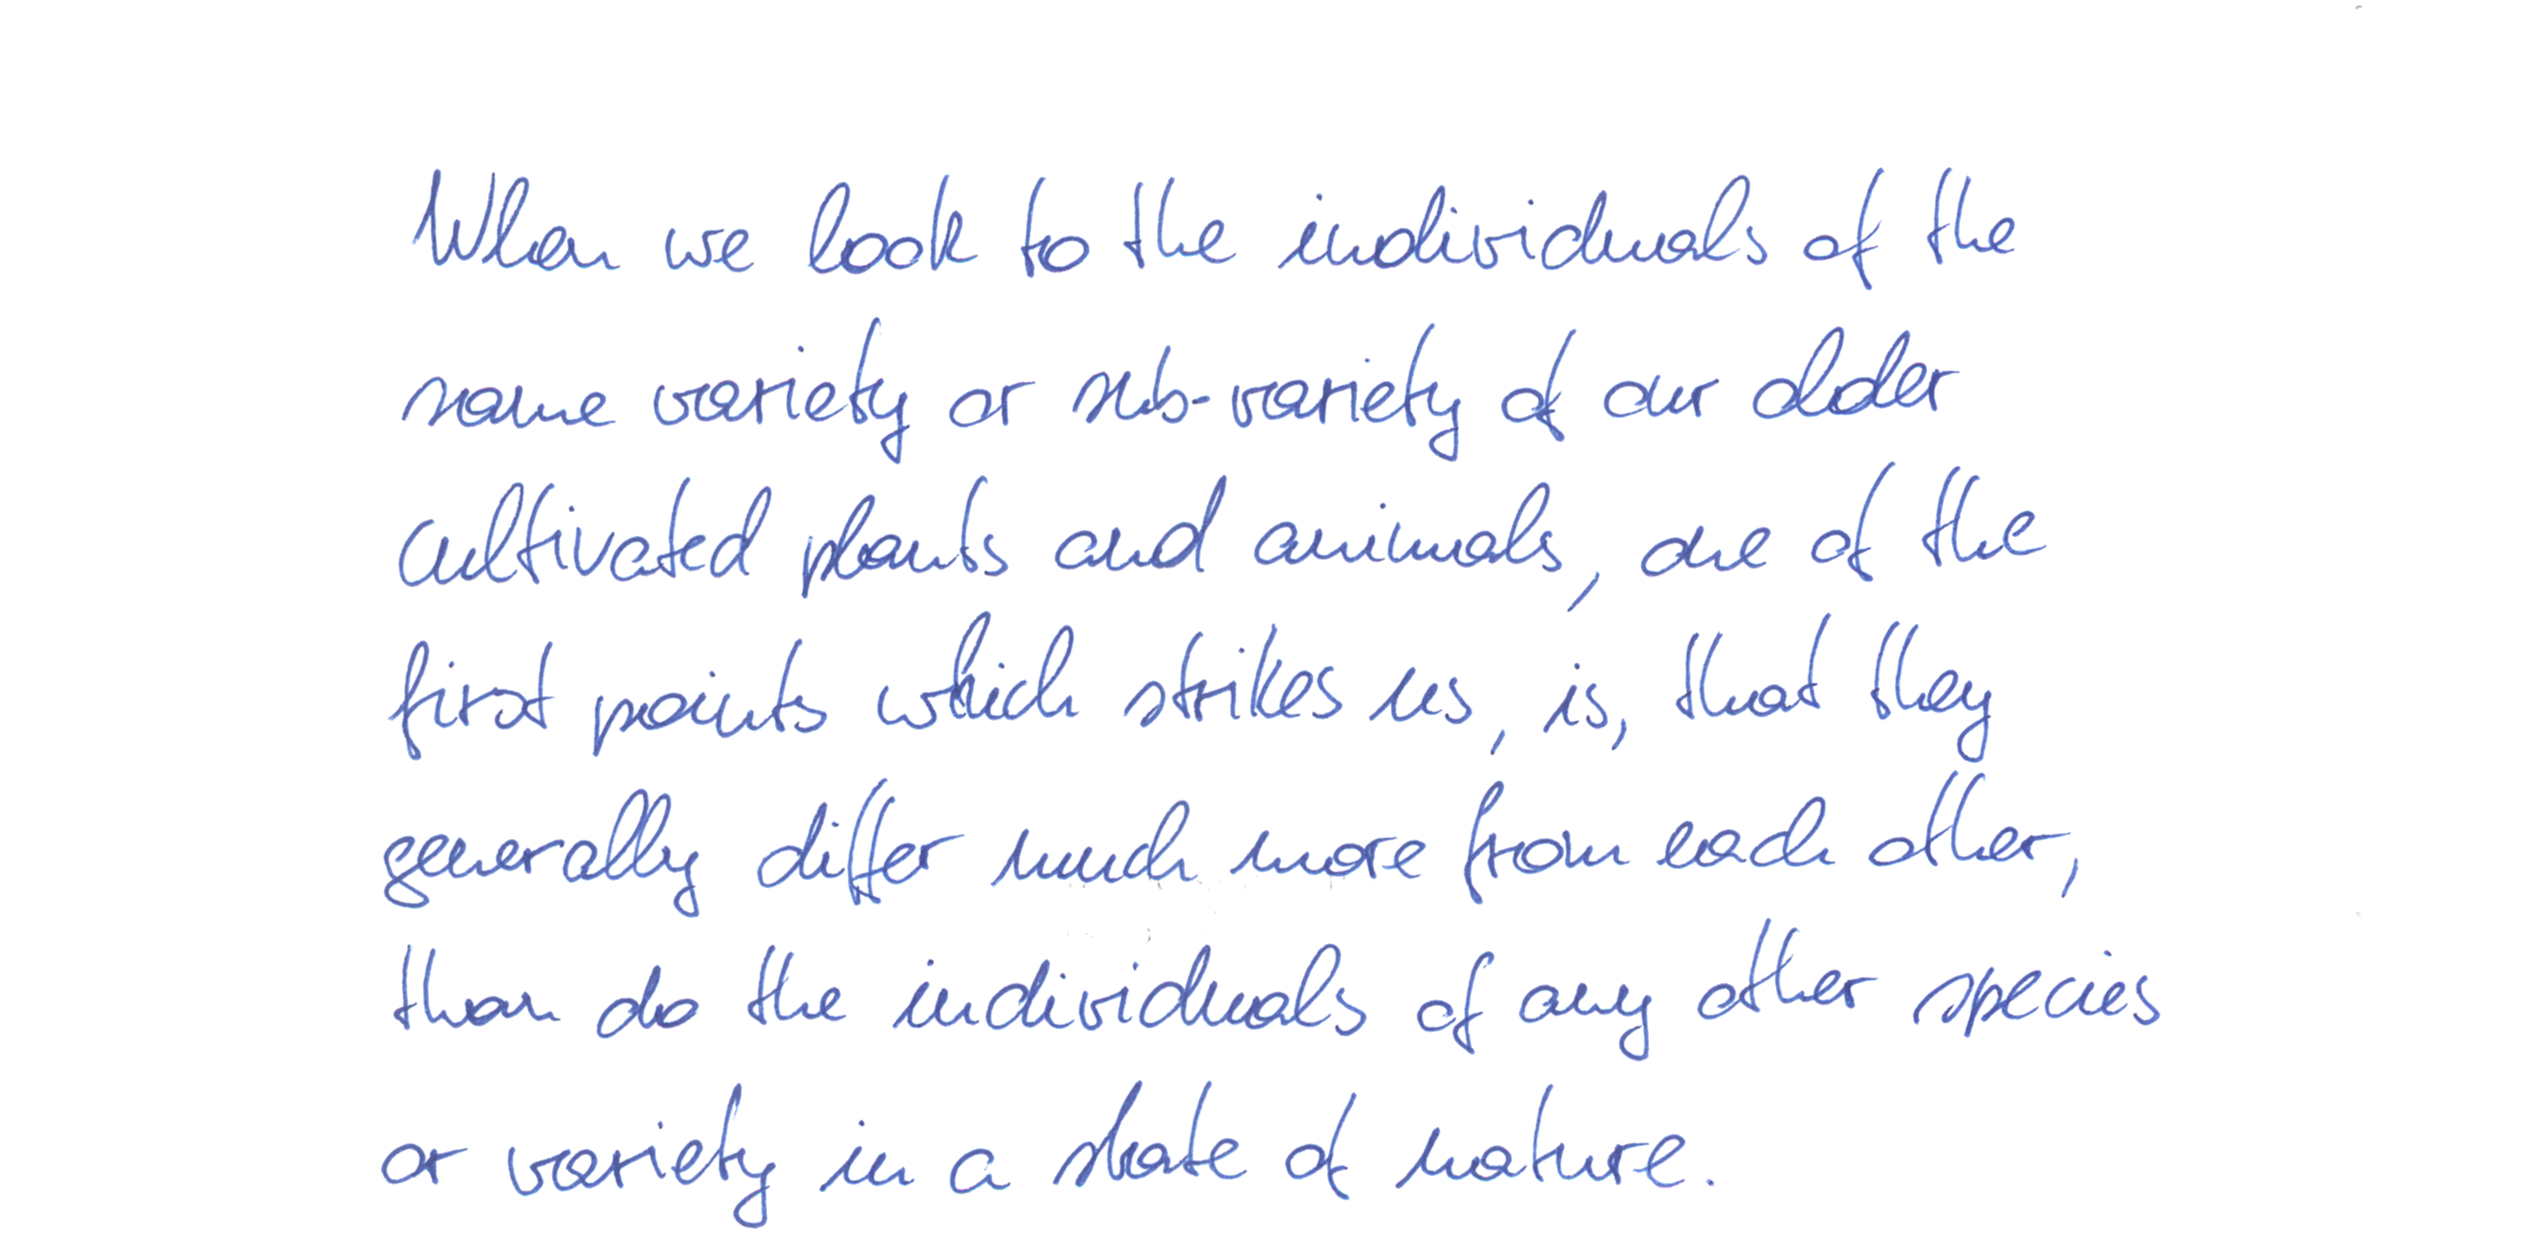 When we look to the individuals of the
same variety or sub-variety of our older
cultivated plants and animals, one of the
first points which strikes us, is, that they
generally differ much more from each other,
than do the individuals of any other species
or variety in a state of nature.